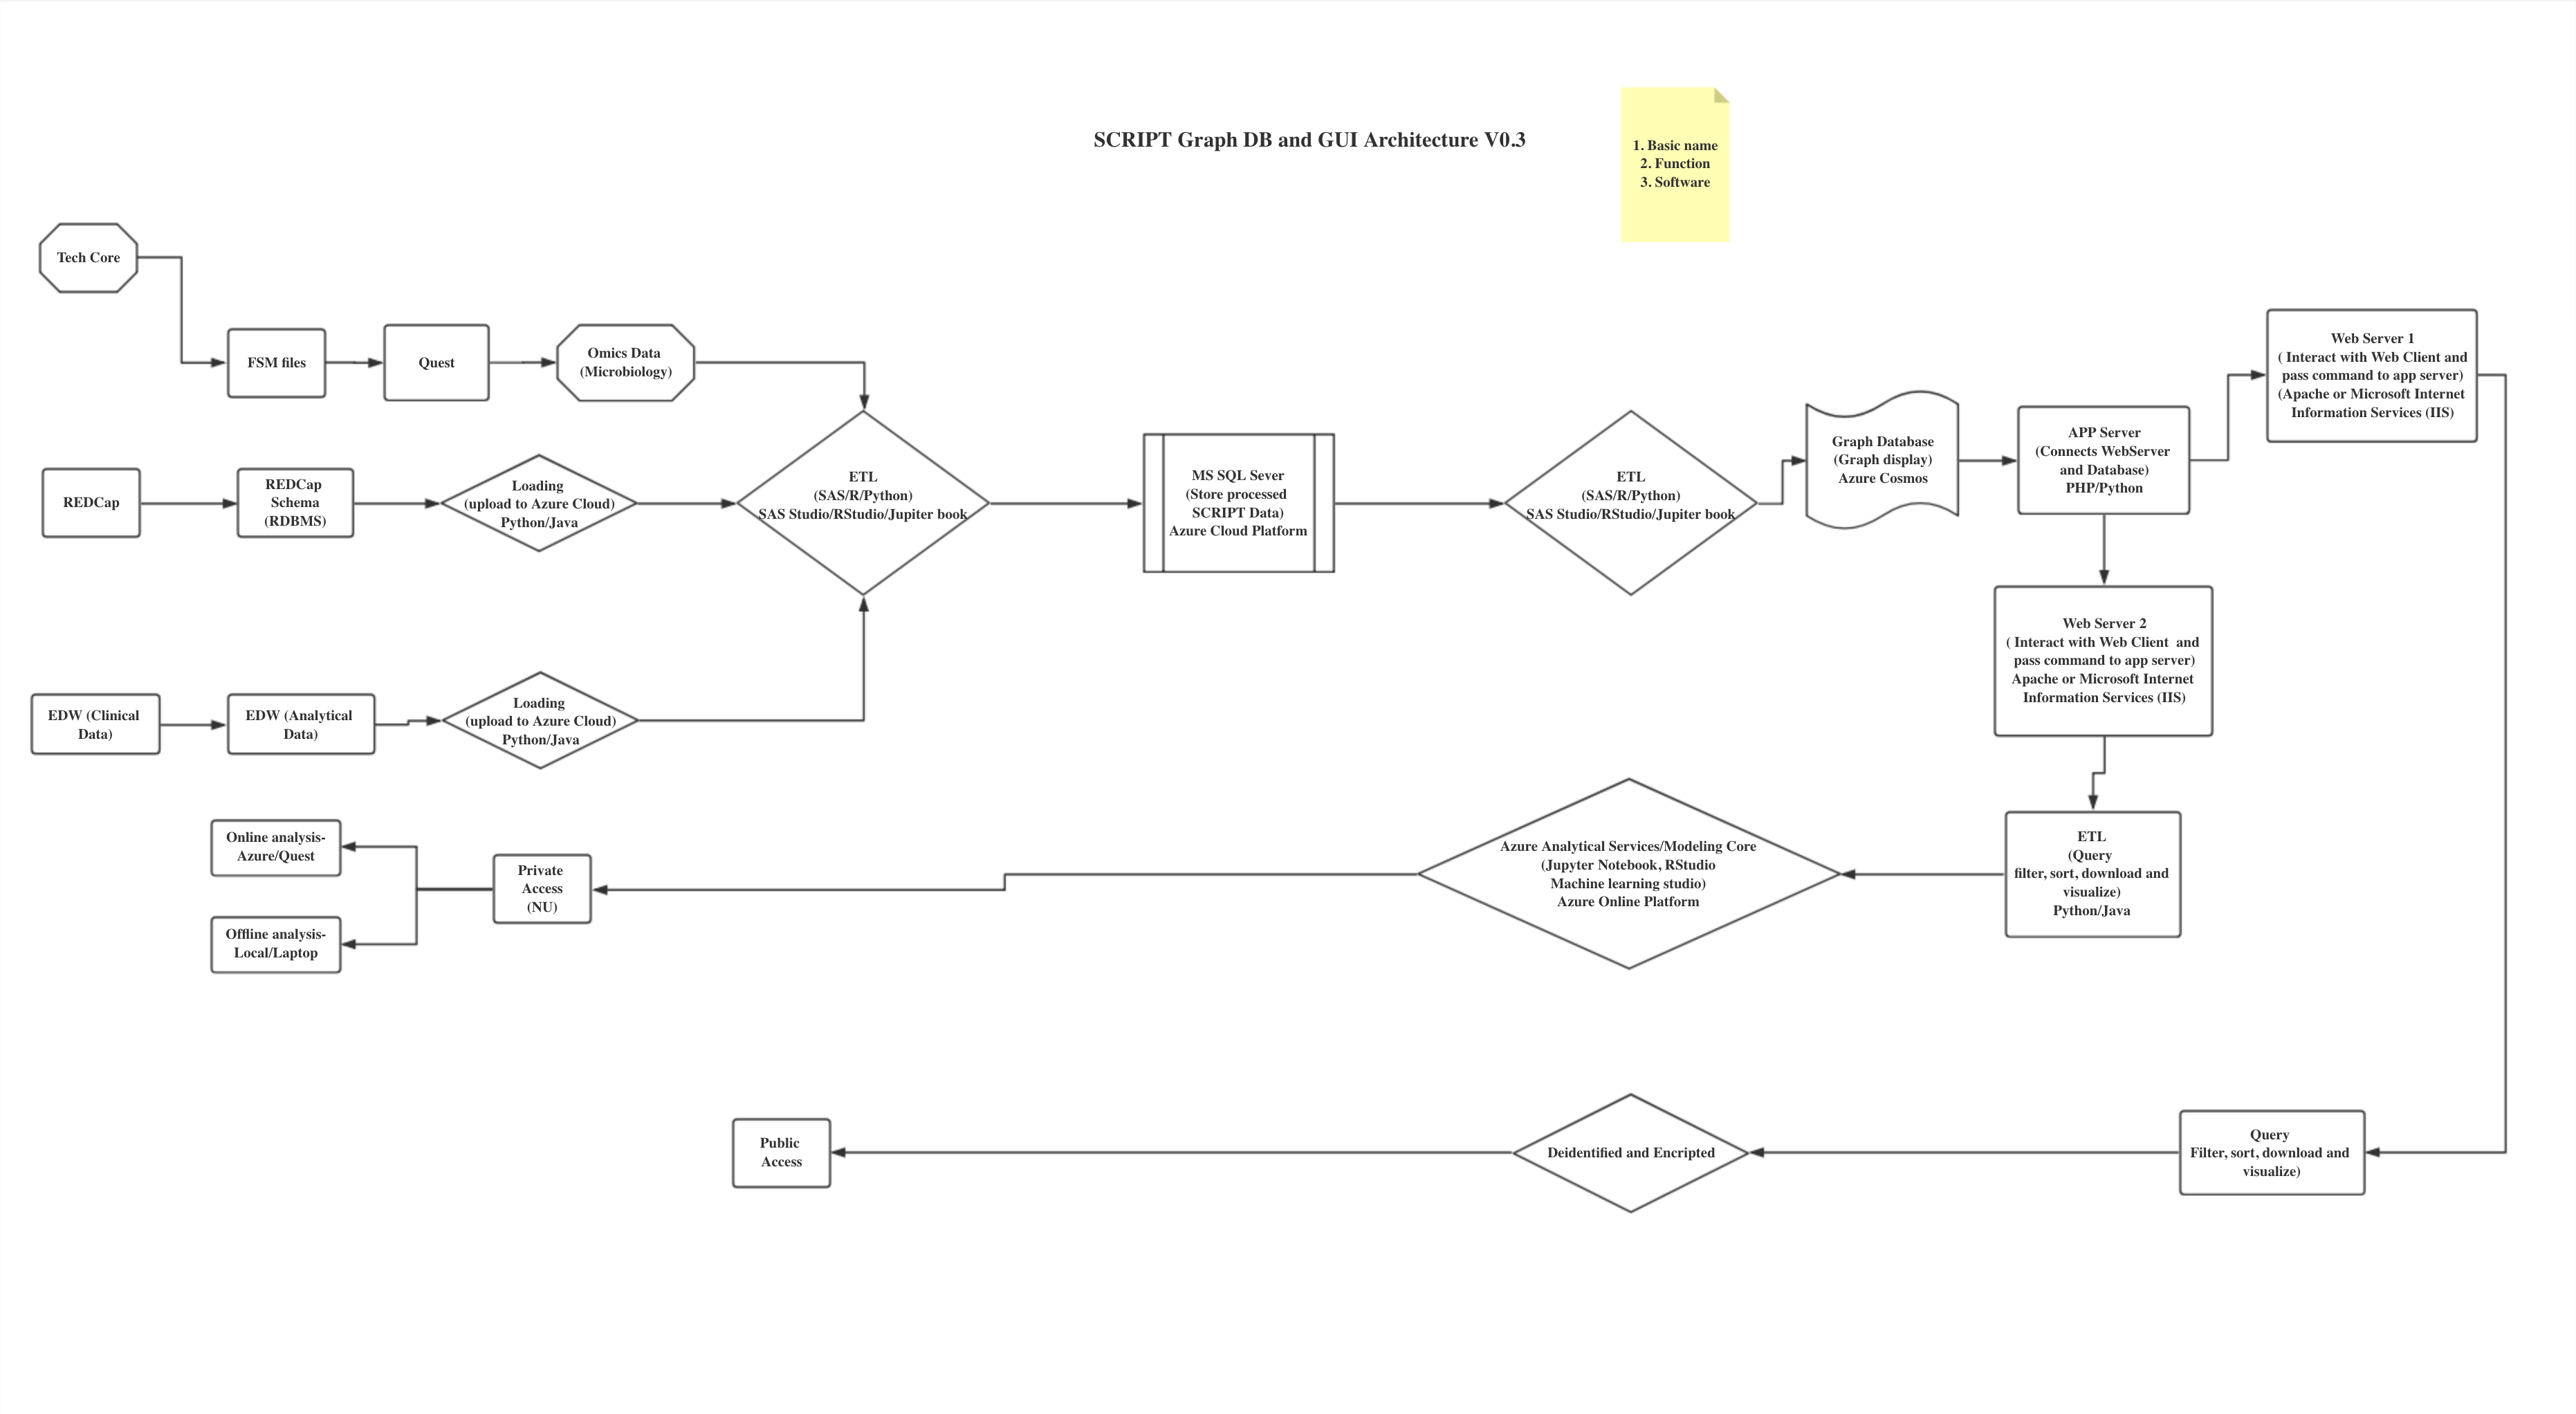 SCRIPT Graph DB and GUI Architecture V0.3
1. Basic name
2. Function
3. Software
Tech Core
FSM files
Quest
Omics Data
(Microbiology)
REDCap
REDCap
Schema
(RDBMS)
Loading
(upload to Azure Cloud)
Python/Java
ETL
(SAS/R/Python)
SAS Studio/RStudio/Jupiter book
MS SQL Sever
(Store processed
SCRIPT Data)
Azure Cloud Platform
ETL
(SAS/R/Python)
SAS Studio/RStudio/Jupiter book
Graph Database
(Graph display)
Azure Cosmos
APP Server
(Connects WebServer
and Database)
PHP/Python
Web Server 1
( Interact with Web Client and
pass command to app server)
(Apache or Microsoft Internet
Information Services (IIS)
Web Server 2
( Interact with Web Client  and
pass command to app server)
Apache or Microsoft Internet
Information Services (IIS)
EDW (Clinical
Data)
EDW (Analytical
Data)
Loading
(upload to Azure Cloud)
Python/Java
Online analysis-
Azure/Quest
Offline analysis-
Local/Laptop
Private
Access
(NU)
Azure Analytical Services/Modeling Core
(Jupyter Notebook, RStudio
Machine learning studio)
Azure Online Platform
ETL
(Query
filter, sort, download and
visualize)
Python/Java
Public
Access
Deidentified and Encripted
Query
Filter, sort, download and
visualize)